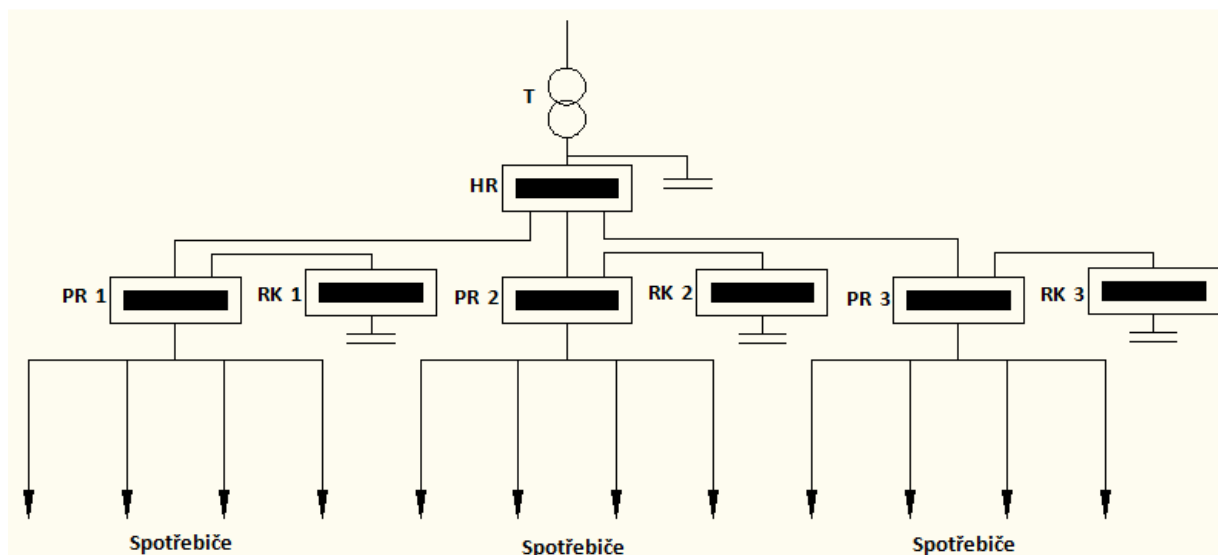 T
HR
PR 1
RK 1
PR 2
RK 2
PR 3
RK 3
Spotřebiče
Spotřebiče
Spotřebiče